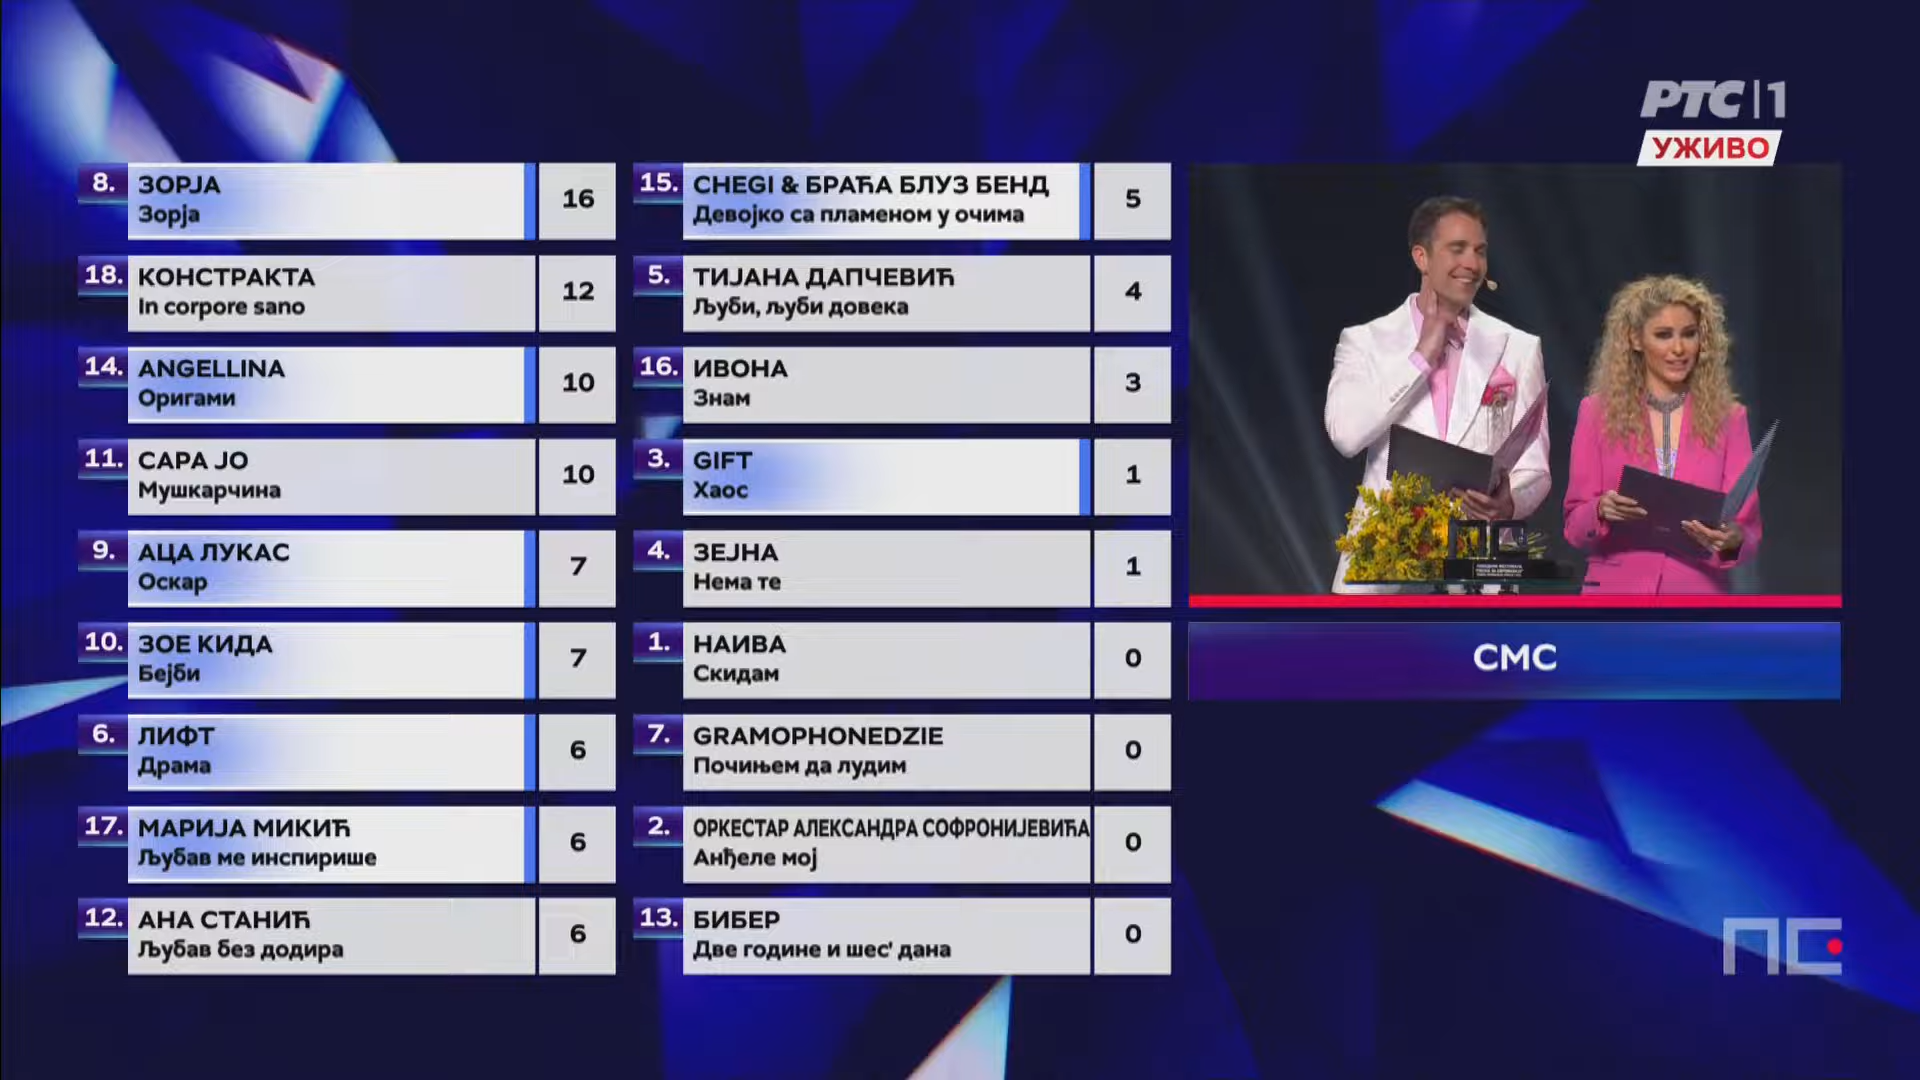 РТС|1
УЖИВО
8. ЗОРЈА 16
Зорја
18. КОНСТРАКТА 12
In corpore sano
14. ANGELLINA 10
Оригами
11. САРА ЈО 10
Мушкарчина
9. АЦА ЛУКАС 7
Оскар
10. ЗОЕ КИДА 7
Бејби
6. ЛИФТ 6
Драма
17. МАРИЈА МИКИЋ 6
Љубав ме инспирише
12. АНА СТАНИЋ 6
Љубав без додира
15. CHEGI & БРАЋА БЛУЗ БЕНД 5
Девојко са пламеном у очима
5. ТИЈАНА ДАПЧЕВИЋ 4
Љуби, љуби довека
16. ИВОНА 3
Знам
3. GIFT 1
Хаос
4. ЗЕЈНА 1
Нема те
1. НАИВА 0
Скидам
7. GRAMOPHONEDZIE 0
Почињем да лудим
2. ОРКЕСТАР АЛЕКСАНДРА СОФРОНИЈЕВИЋА 0
Анђеле мој
13. БИБЕР 0
Две године и шес' дана
СМС
ПС